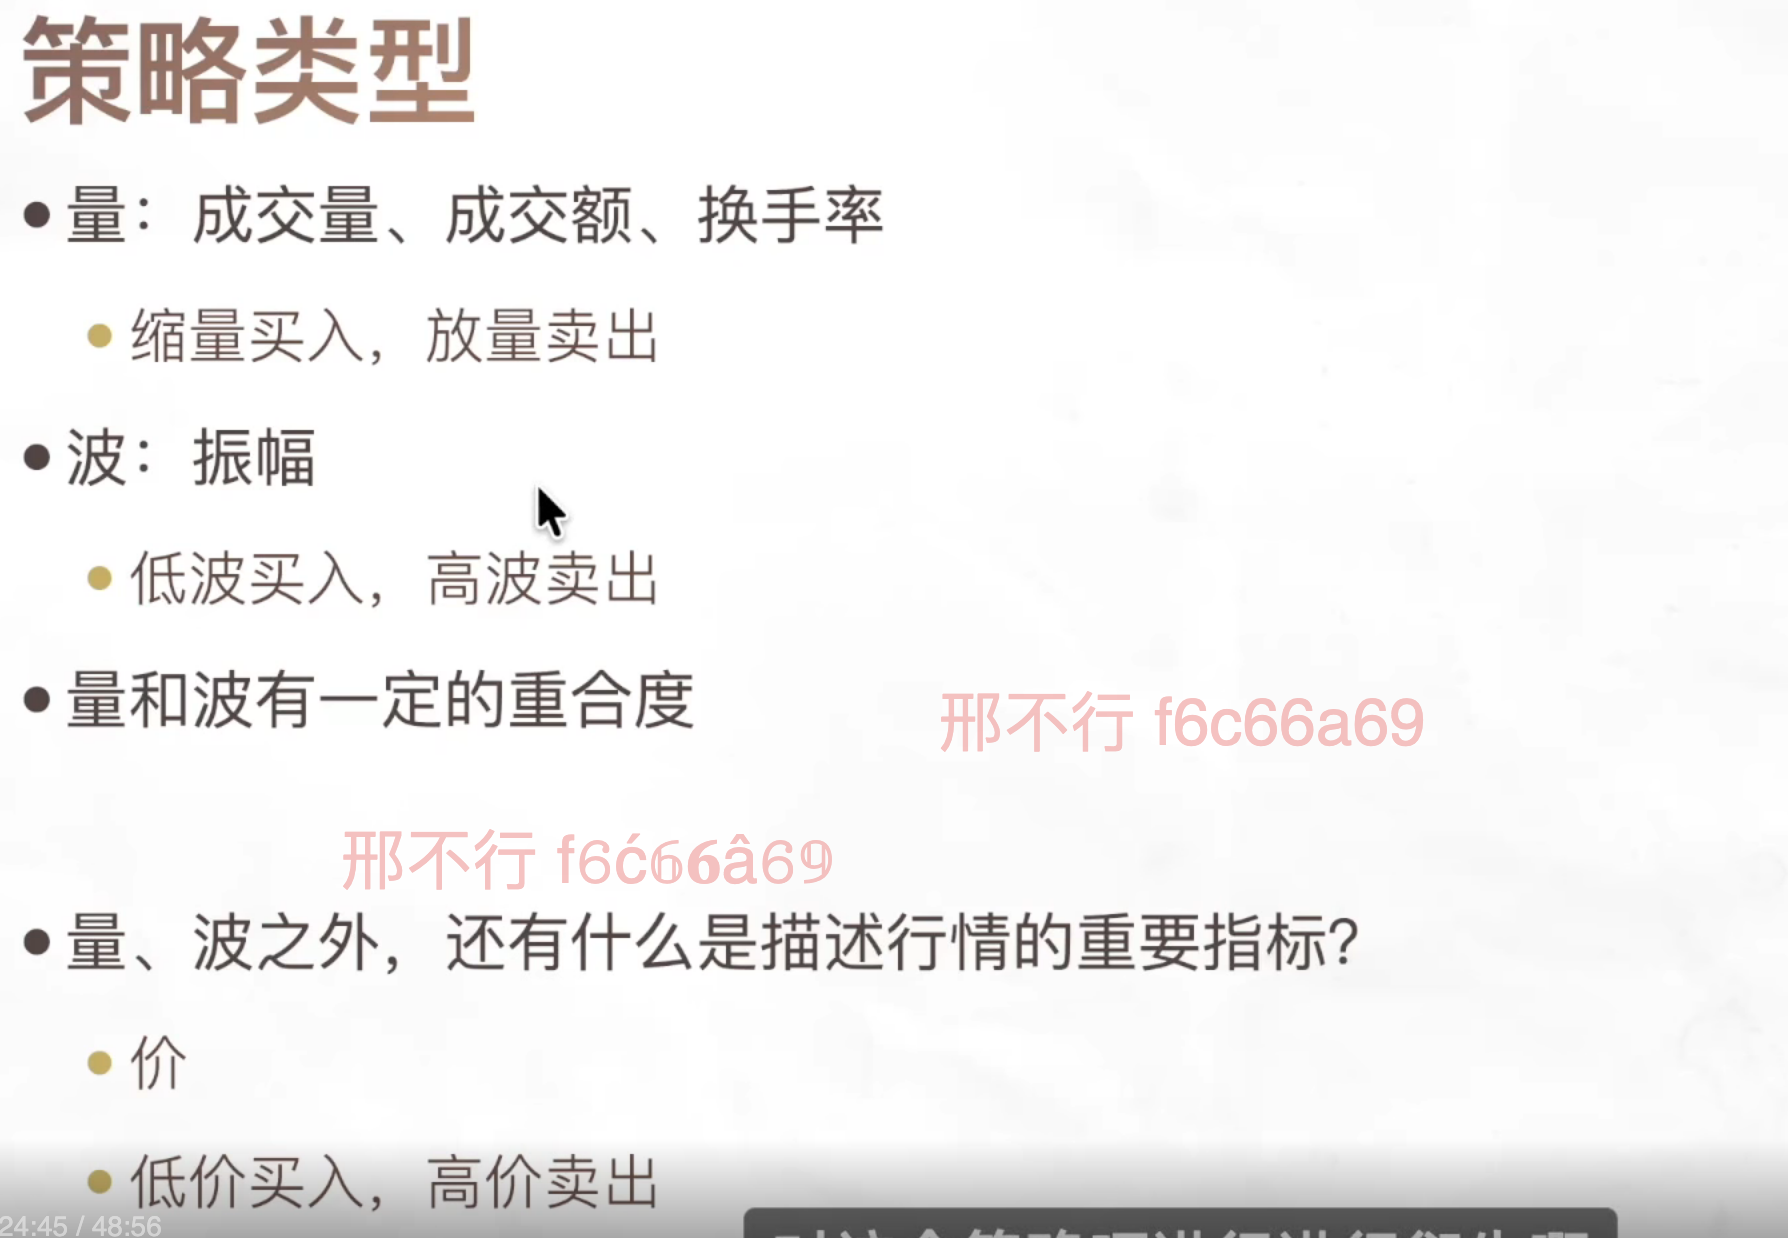 策略类型
量：成交量、成交额、换手率
缩量买入，放量卖出
波：振幅
低波买入，高波卖出
量和波有一定的重合度
邢不行 f6c66a69
邢不行 f6ć66â69
量、波之外，还有什么是描述行情的重要指标？
价
低价买入，高价卖出
24:45 / 48:56